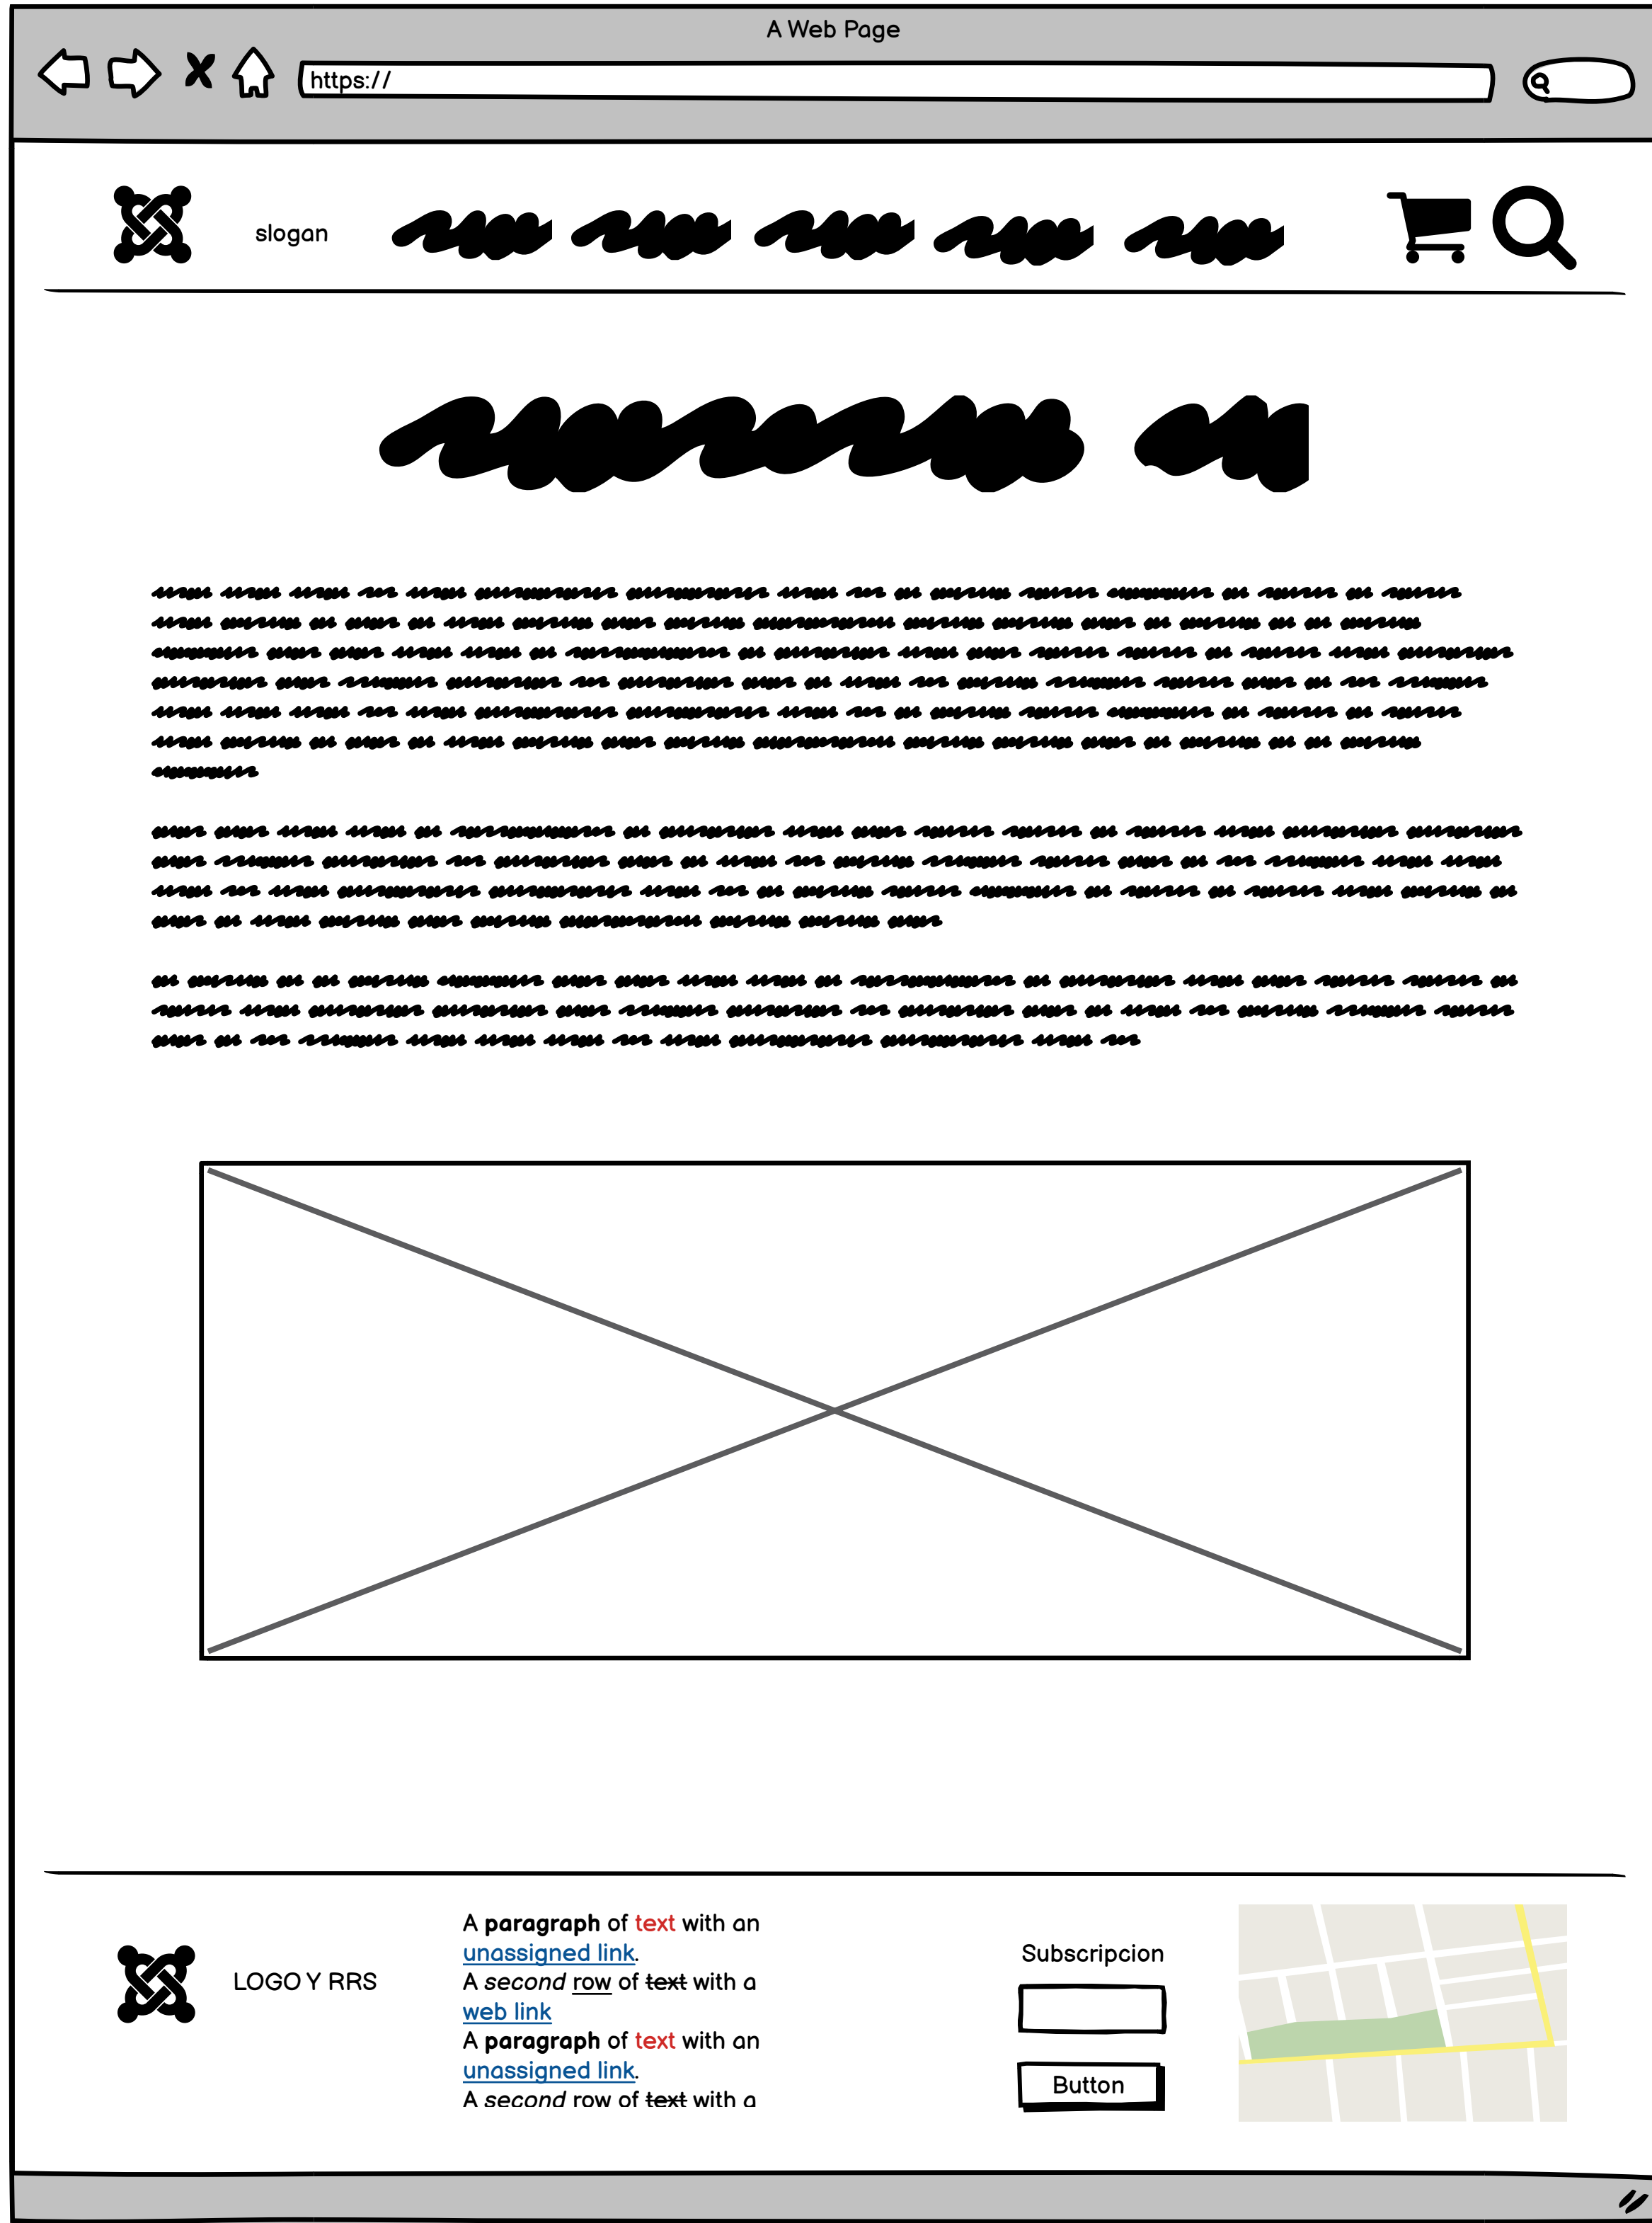 A Web Page
https://
slogan
A paragraph of text with an
unassigned link.
A second row of text with a
web link
A paragraph of text with an
unassigned link.
A second row of text with a
LOGO Y RRS
Subscripcion
Button